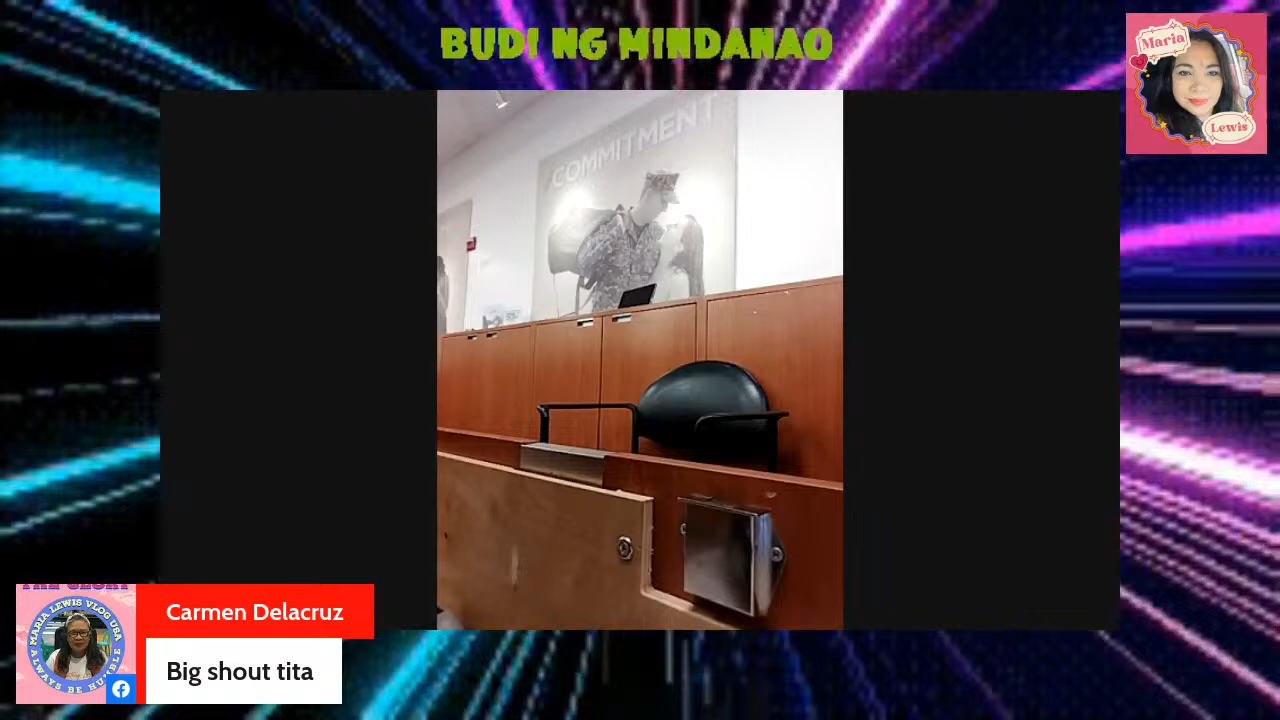 BUDI NG MINDANAO
Maria
Lewis
COMMITMENT
MARIA LEWIS VLOG USA
ALWAYS BE HUMBLE
Carmen Delacruz
Big shout tita